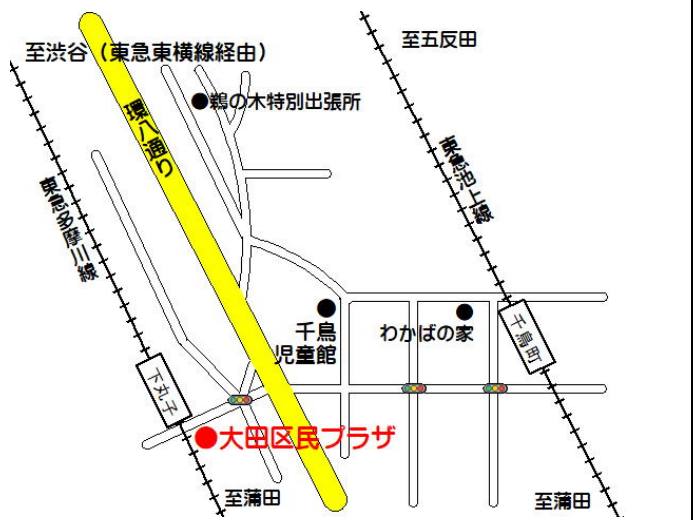 至五反田
至渋谷（東急東横線経由）
●鵜の木特別出張所
環八通り
東急池上線
東急多摩川線
千鳥
児童館
わかばの家
千鳥町
下丸子
●大田区民プラザ
至蒲田
至蒲田